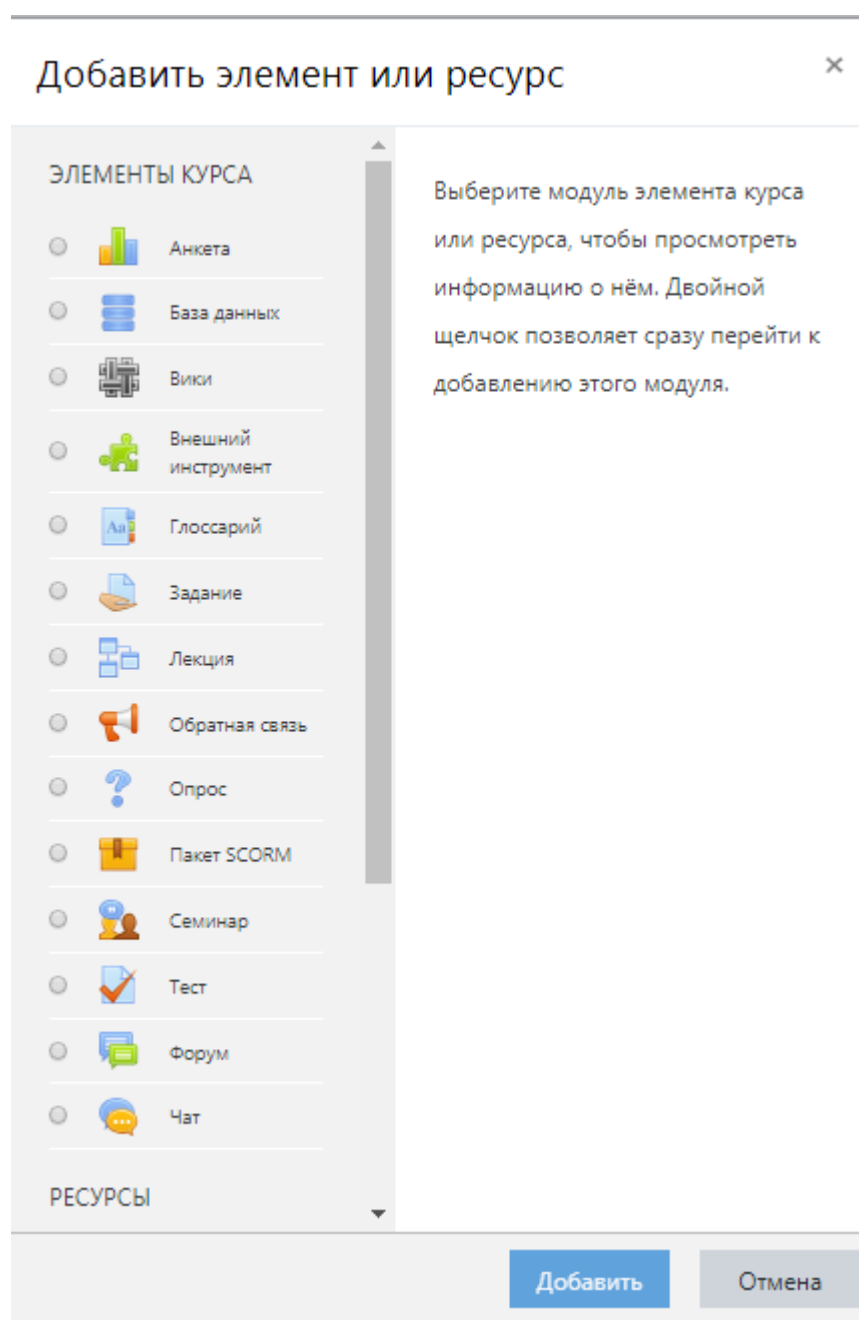 Добавить элемент или ресурс
ЭЛЕМЕНТЫ КУРСА
Анкета
База данных
Вики
Внешний
инструмент
Глоссарий
Задание
Лекция
Обратная связь
Опрос
Пакет SCORM
Семинар
Тест
Форум
Чат
РЕСУРСЫ
Выберите модуль элемента курса
или ресурса, чтобы просмотреть
информацию о нём. Двойной
щелчок позволяет сразу перейти к
добавлению этого модуля.
Добавить
Отмена